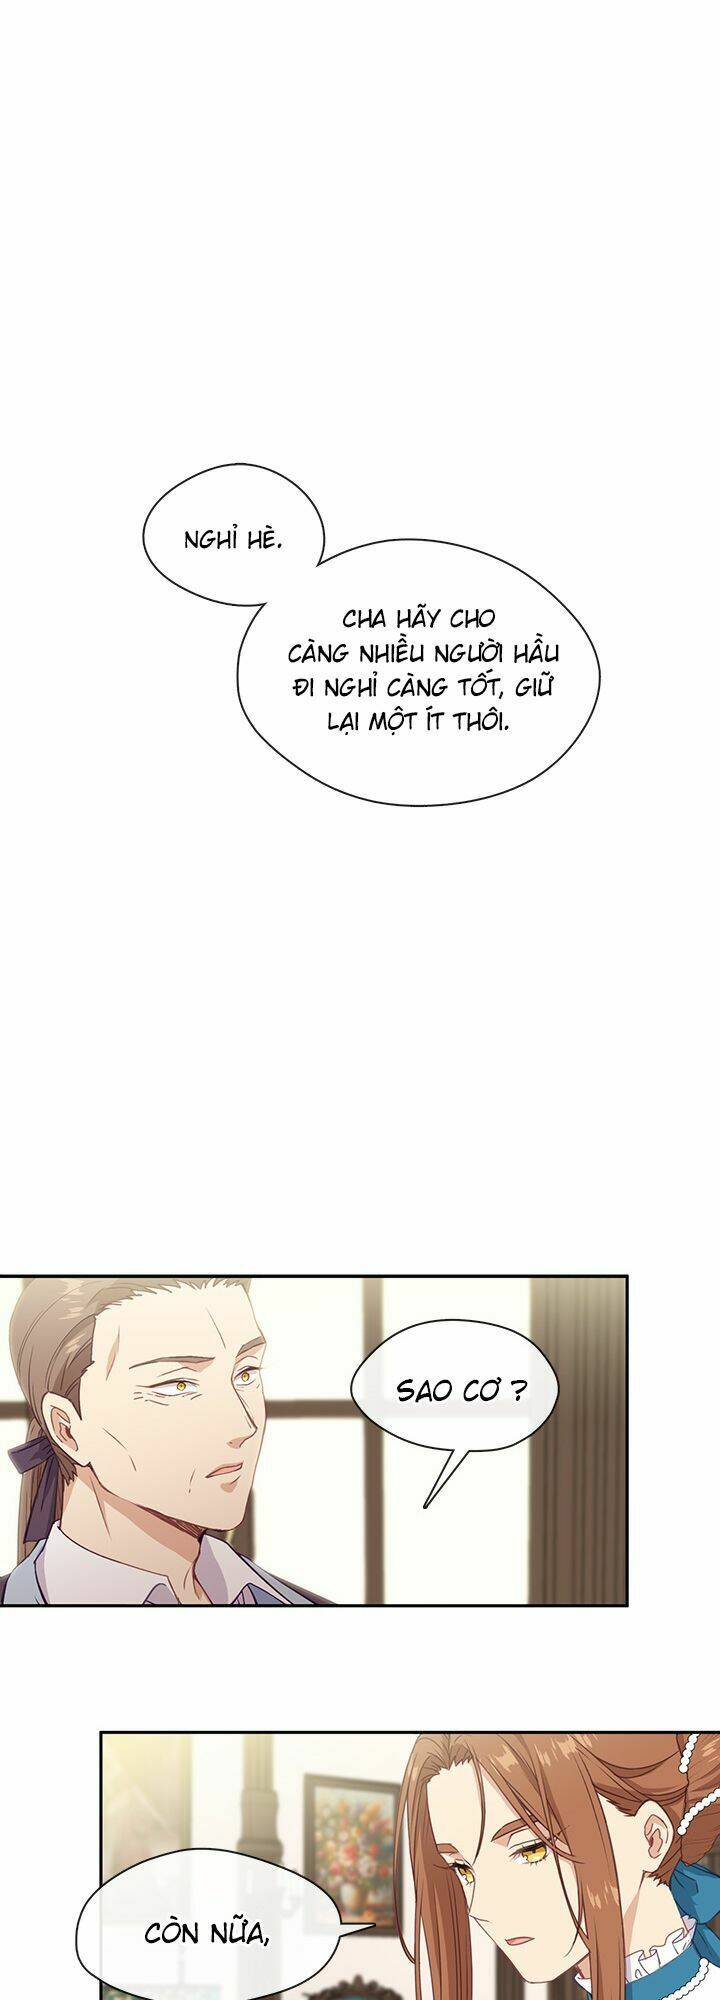 NGHỈ HÈ.
CHA HÃY CHO
CÀNG NHIỀU NGƯỜI HẦU
ĐI NGHỈ CÀNG TỐT, GIỮ
LẠI MỘT ÍT THÔI.
SAO CƠ ?
CÒN NỮA,